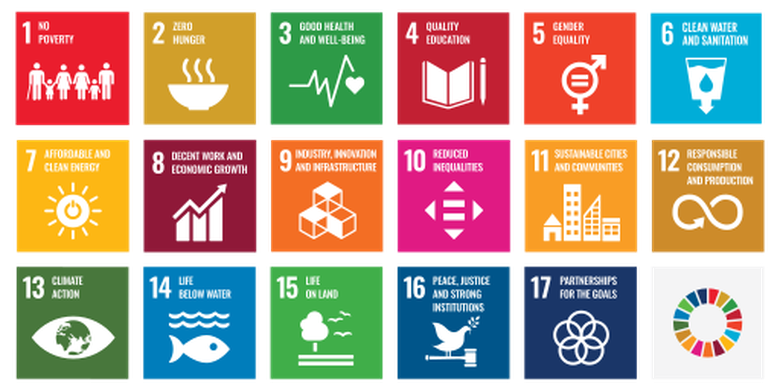 1 NO
POVERTY
2 ZERO
HUNGER
3 GOOD HEALTH
AND WELL-BEING
4 QUALITY
EDUCATION
5 GENDER
EQUALITY
6 CLEAN WATER
AND SANITATION
7 AFFORDABLE AND
CLEAN ENERGY
8 DECENT WORK AND
ECONOMIC GROWTH
9 INDUSTRY, INNOVATION
AND INFRASTRUCTURE
10 REDUCED
INEQUALITIES
11 SUSTAINABLE CITIES
AND COMMUNITIES
12 RESPONSIBLE
CONSUMPTION
AND PRODUCTION
13 CLIMATE
ACTION
14 LIFE
BELOW WATER
15 LIFE
ON LAND
16 PEACE, JUSTICE
AND STRONG
INSTITUTIONS
17 PARTNERSHIPS
FOR THE GOALS